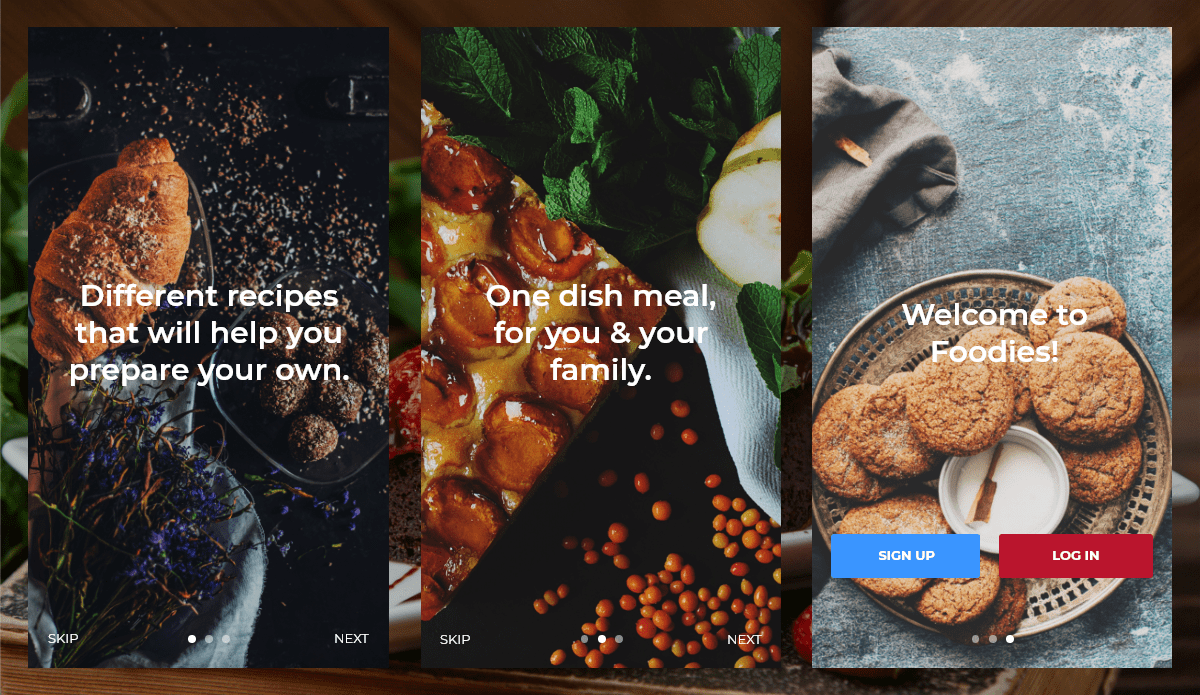 Different recipes
that will help you
prepare your own.
SKIP
NEXT
One dish meal,
for you & your
family.
SKIP
NEXT
Welcome to
Foodies!
SIGN UP
LOG IN